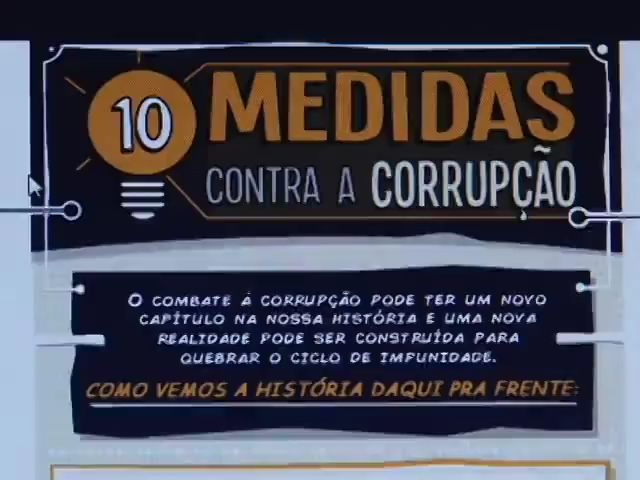 10 MEDIDAS
CONTRA A CORRUPÇÃO
O COMBATE À CORRUPÇÃO PODE TER UM NOVO
CAPÍTULO NA NOSSA HISTÓRIA E UMA NOVA
REALIDADE PODE SER CONSTRUÍDA PARA
QUEBRAR O CICLO DE IMPUNIDADE.
COMO VEMOS A HISTÓRIA DAQUI PRA FRENTE: